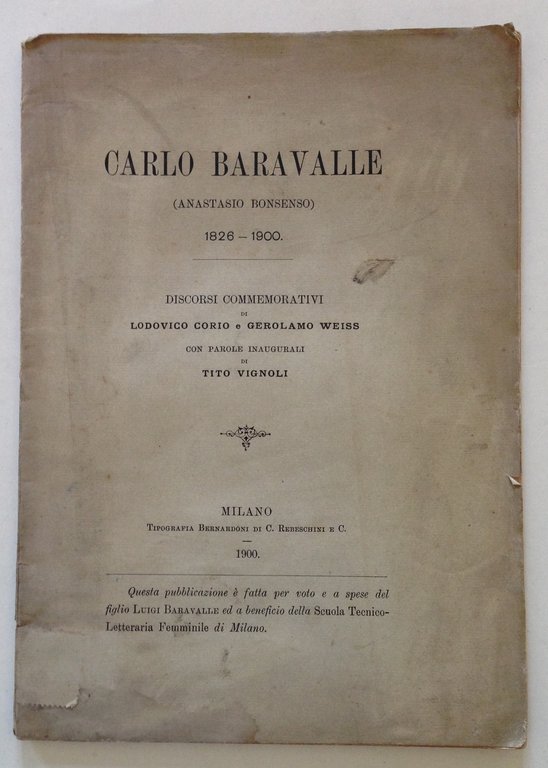 CARLO BARAVALLE
(ANASTASIO BONSENSO)
1826 – 1900.
DISCORSI COMMEMORATIVI
DI
LODOVICO CORIO e GEROLAMO WEISS
CON PAROLE INAUGURALI
DI
TITO VIGNOLI
MILANO
TIPOGRAFIA BERNARDONI DI C. REBESCHINI E C.
—
1900.
Questa pubblicazione è fatta per voto e a spese del
figlio LUIGI BARAVALLE ed a beneficio della Scuola Tecnico-
Letteraria Femminile di Milano.